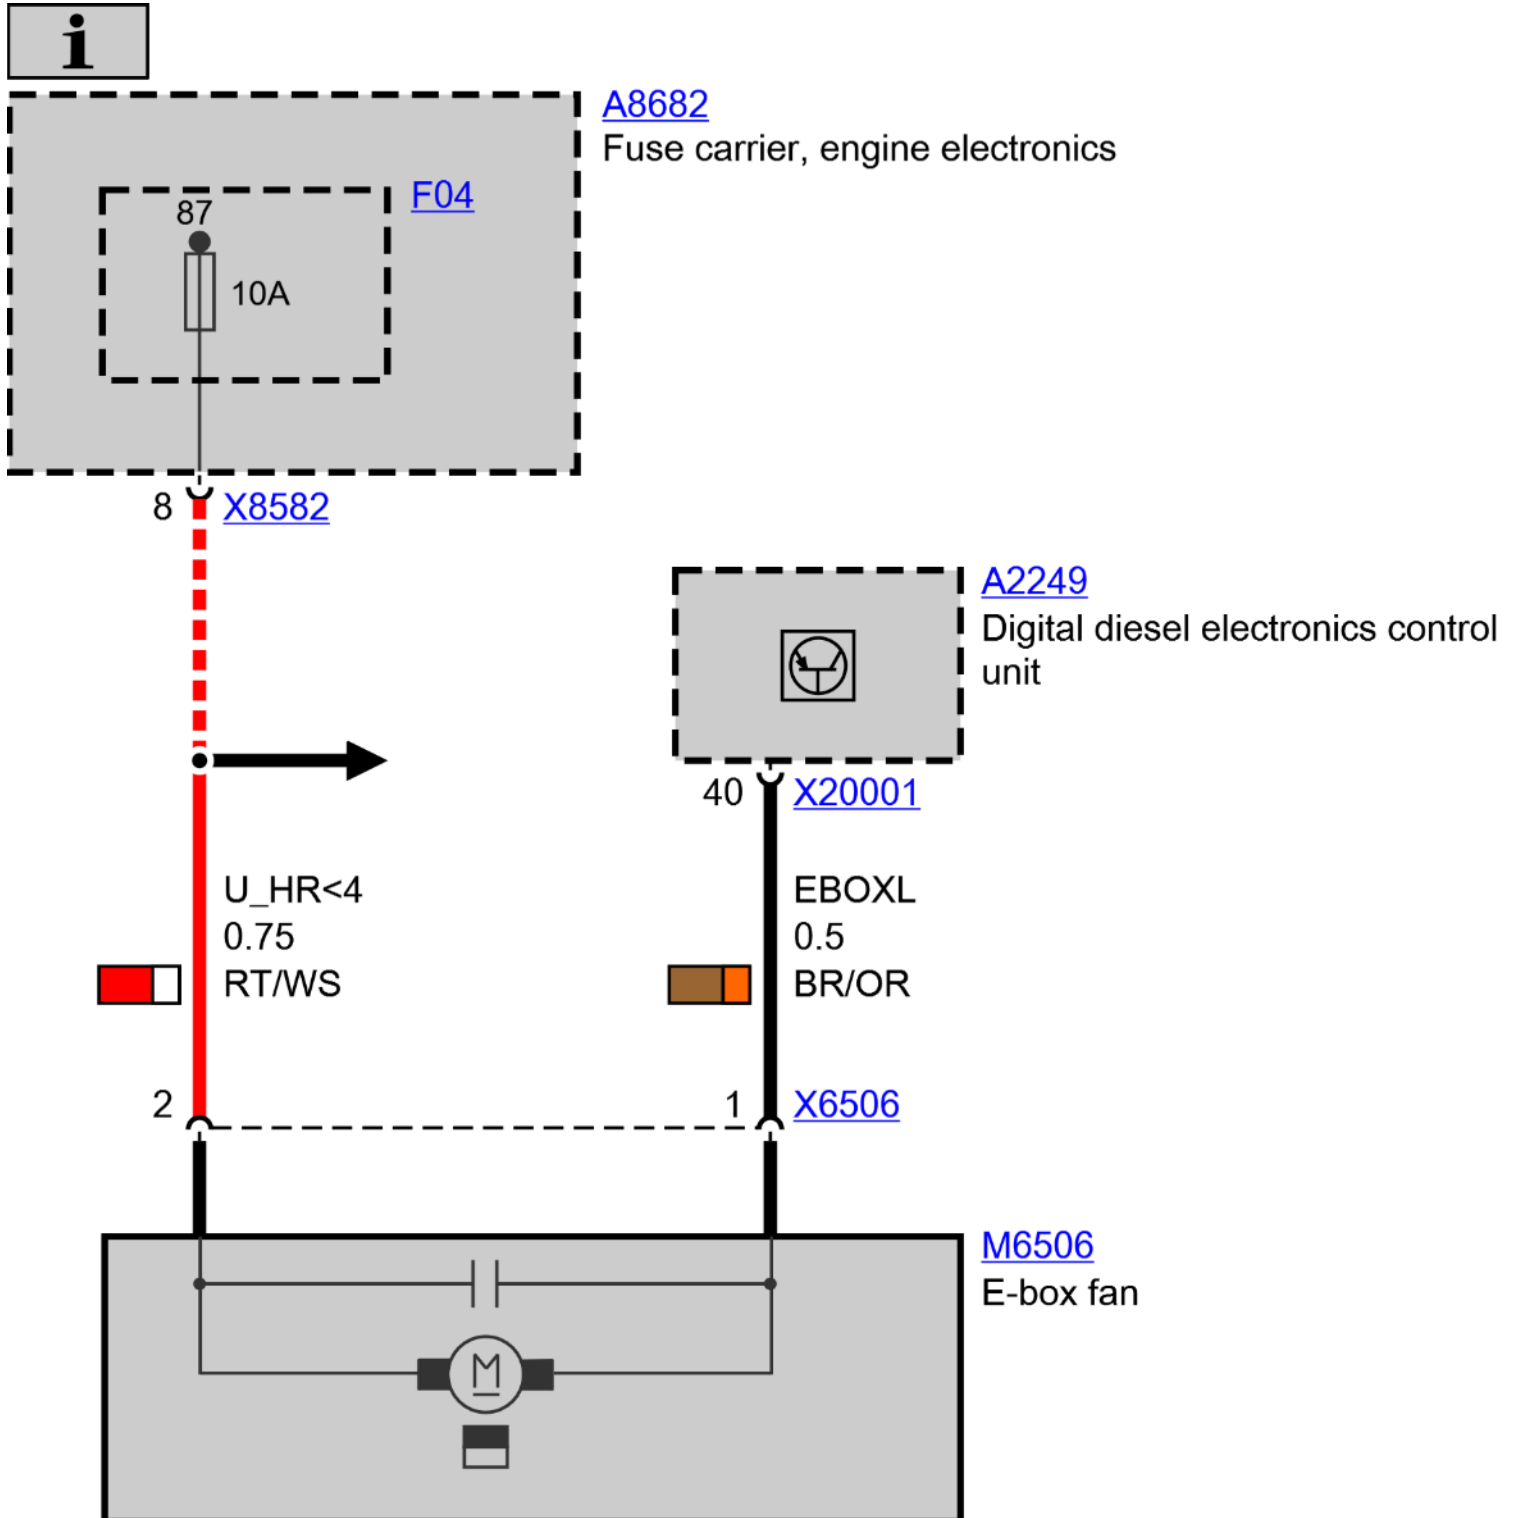 i
A8682
Fuse carrier, engine electronics
F04
87
10A
8 X8582
A2249
Digital diesel electronics control
unit
40 X20001
U_HR<4
0.75
RT/WS
EBOXL
0.5
BR/OR
2
1 X6506
M6506
E-box fan
M